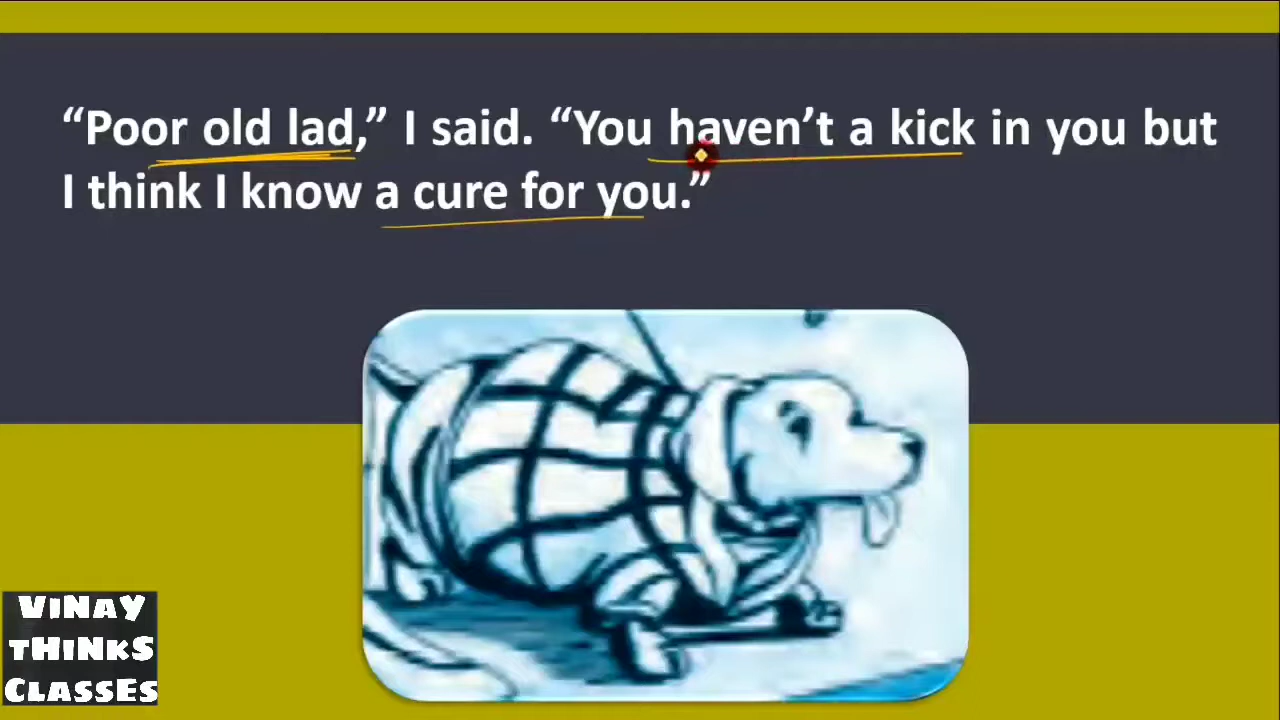 “Poor old lad,” I said. “You haven’t a kick in you but
I think I know a cure for you.”
ViNAY
THiNKS
CLASSES